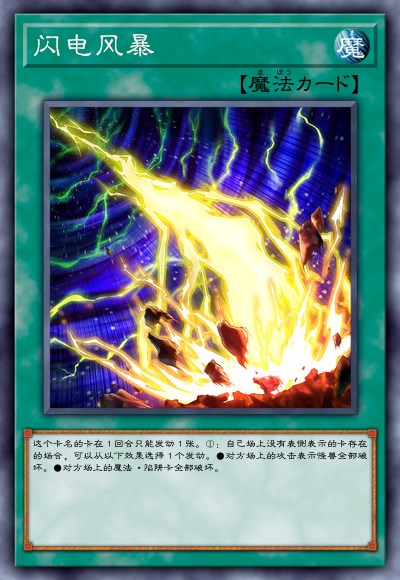 闪电风暴
魔
【魔法カード】
ま ほう
这个卡名的卡在1回合只能发动1张。①：自己场上没有表侧表示的卡存在
的场合，可以从以下效果选择1个发动。●对方场上的攻击表示怪兽全部破
坏。●对方场上的魔法·陷阱卡全部破坏。